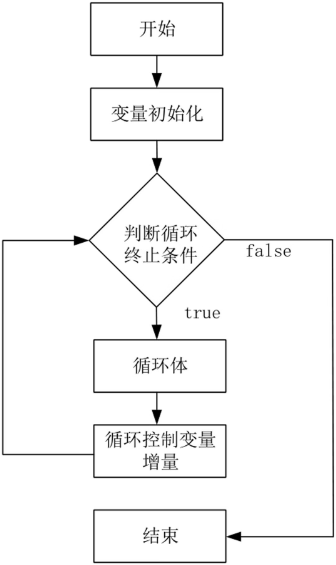 开始
变量初始化
判断循环
终止条件
false
true
循环体
循环控制变量
增量
结束